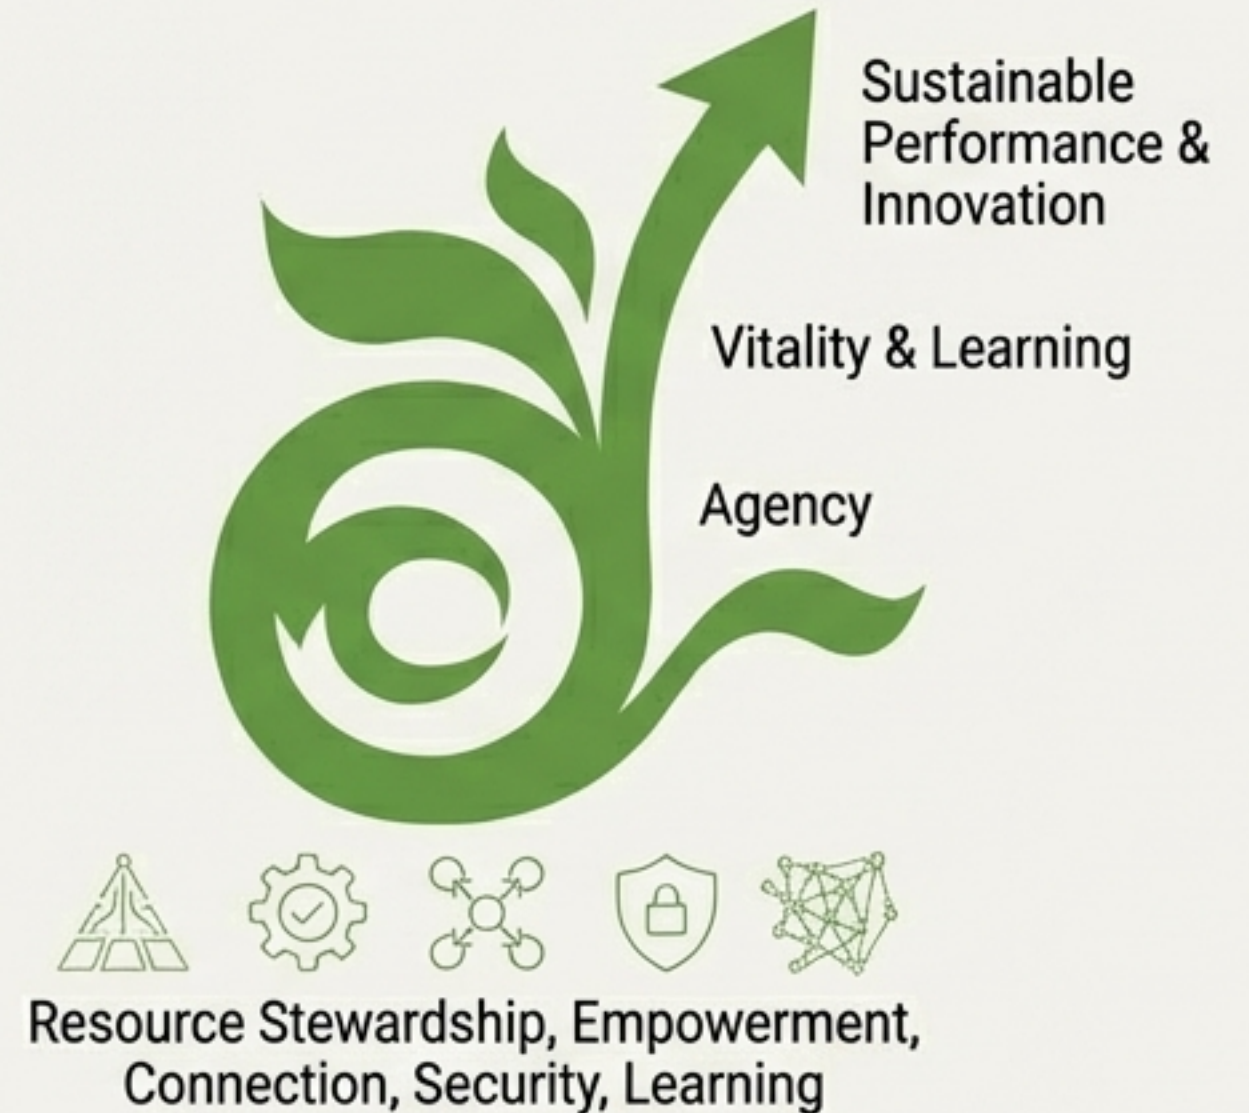 Sustainable
Performance &
Innovation
Vitality & Learning
Agency
Resource Stewardship, Empowerment,
Connection, Security, Learning